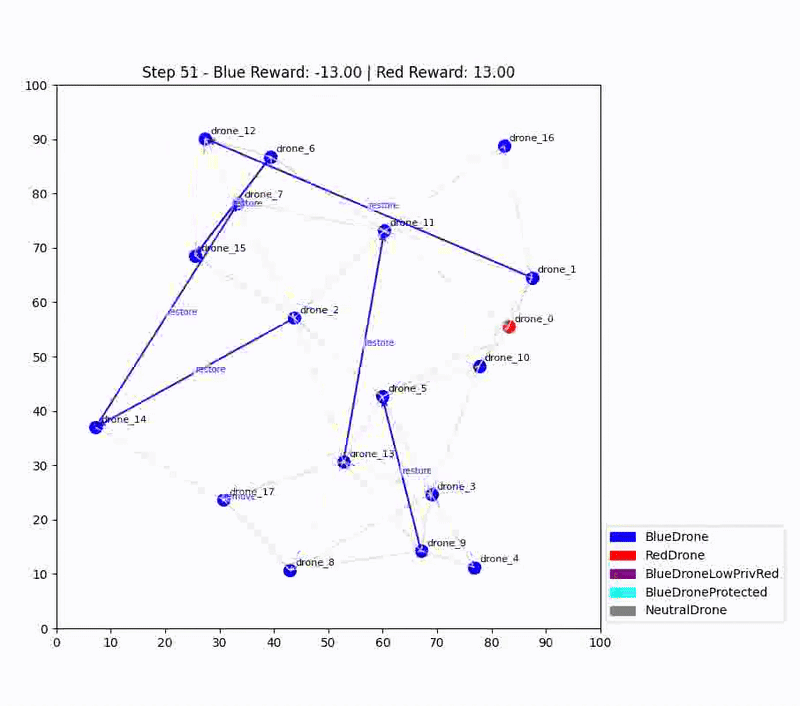 Step 51 - Blue Reward: -13.00 | Red Reward: 13.00
100
90
80
70
60
50
40
30
20
10
0
0 10 20 30 40 50 60 70 80 90 100
drone_12
drone_6
drone_16
drone_7
restore
restore
drone_11
drone_15
drone_1
restore
drone_2
drone_0
restore
drone_10
restore
drone_5
drone_14
drone_13
restore
drone_3
drone_17
remove
drone_9
drone_8
drone_4
BlueDrone
RedDrone
BlueDroneLowPrivRed
BlueDroneProtected
NeutralDrone